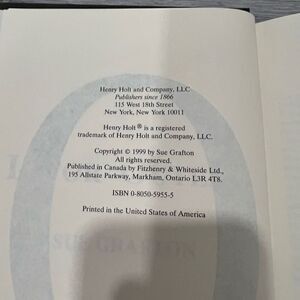 Henry Holt and Company, LLC
Publishers since 1866
115 West 18th Street
New York, New York 10011
Henry Holt® is a registered
trademark of Henry Holt and Company, LLC.
Copyright © 1999 by Sue Grafton
All rights reserved.
Published in Canada by Fitzhenry & Whiteside Ltd.,
195 Allstate Parkway, Markham, Ontario L3R 4T8.
ISBN 0-8050-5955-5
Printed in the United States of America
SUE GRAFTON